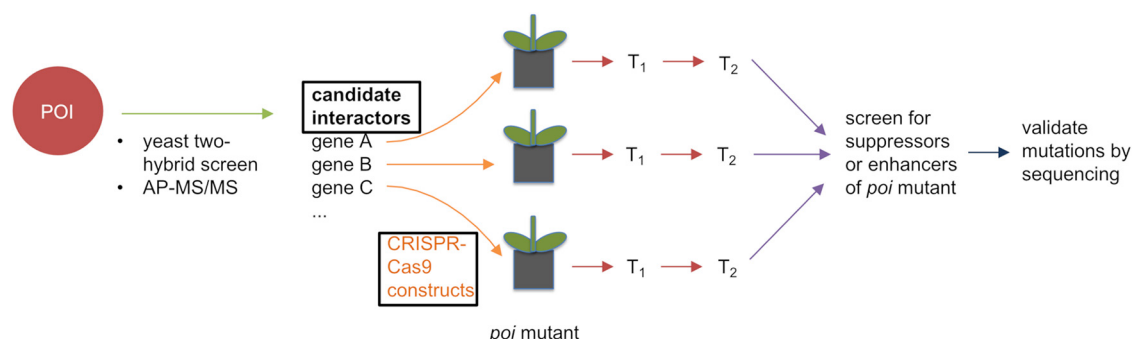 POI
• yeast two-
hybrid screen
• AP-MS/MS
candidate
interactors
gene A
gene B
gene C
...
CRISPR-
Cas9
constructs
poi mutant
T1
T2
T1
T2
T1
T2
screen for
suppressors
or enhancers
of poi mutant
validate
mutations by
sequencing